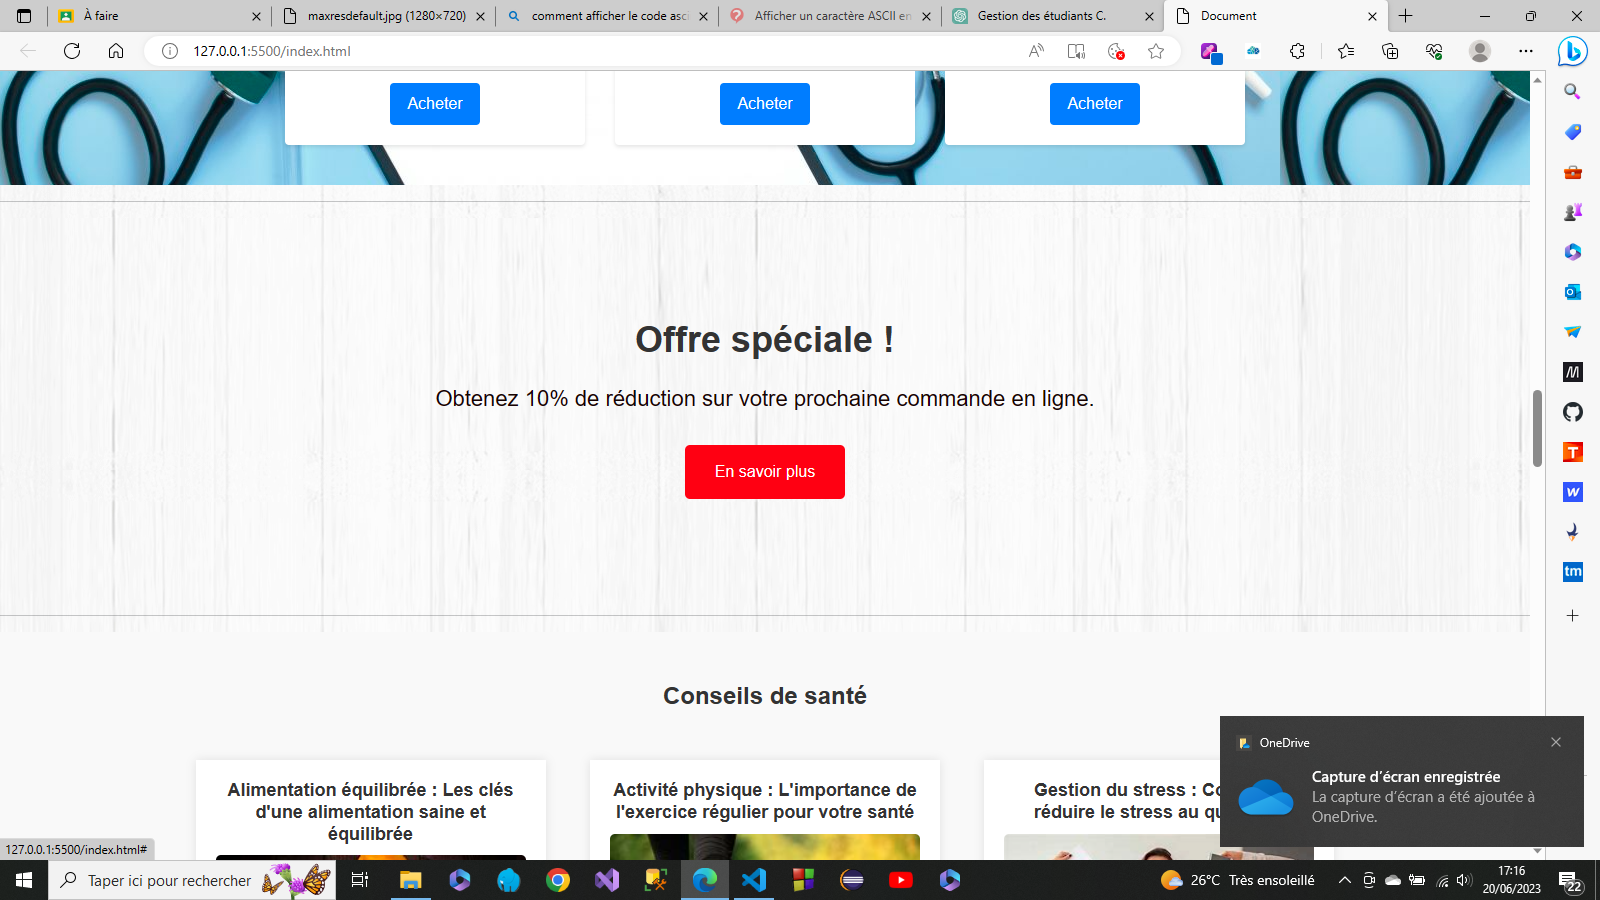 À faire
maxresdefault.jpg (1280×720)
comment afficher le code asci
Afficher un caractère ASCII en
Gestion des étudiants C.
Document
127.0.0.1:5500/index.html
Acheter
Acheter
Acheter
Offre spéciale !
Obtenez 10% de réduction sur votre prochaine commande en ligne.
En savoir plus
Conseils de santé
Alimentation équilibrée : Les clés
d'une alimentation saine et
équilibrée
Activité physique : L'importance de
l'exercice régulier pour votre santé
Gestion du stress : Co
réduire le stress au qu
OneDrive
Capture d'écran enregistrée
La capture d'écran a été ajoutée à
OneDrive.
127.0.0.1:5500/index.html#
Taper ici pour rechercher
26°C Très ensoleillé
17:16
20/06/2023
22